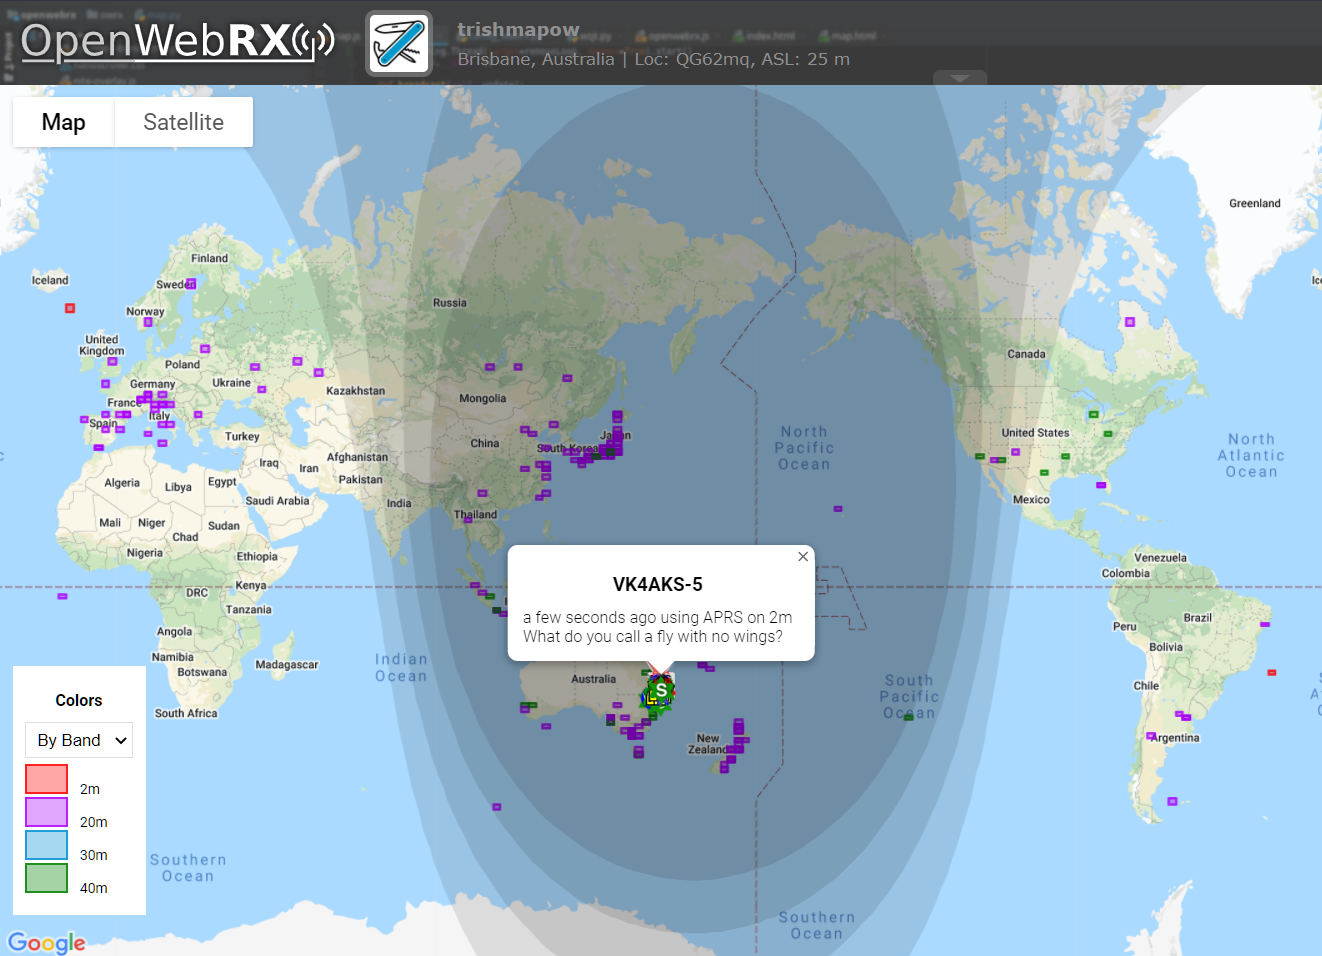 OpenWebRX
trishmapow
Brisbane, Australia | Loc: QG62mq, ASL: 25 m
Map
Satellite
Greenland
Finland
Iceland
Sweden
Norway
Russia
United
Kingdom
Canada
Poland
Germany
Ukraine
Kazakhstan
Mongolia
France
Italy
Spain
Turkey
China
South Korea
Japan
North
Pacific
Ocean
United States
North
Atlantic
Ocean
Iraq
Iran
Afghanistan
Pakistan
Algeria
Libya
Egypt
Saudi Arabia
India
Thailand
Mexico
Mali
Niger
Chad
Sudan
Nigeria
Ethiopia
Venezuela
Colombia
Kenya
DRC
Tanzania
VK4AKS-5
a few seconds ago using APRS on 2m
What do you call a fly with no wings?
Peru
Brazil
Angola
Namibia
Botswana
Madagascar
Indian
Ocean
Bolivia
South Africa
Australia
S
L
South
Pacific
Ocean
Chile
New
Zealand
Argentina
Colors
By Band
2m
20m
30m
40m
Southern
Ocean
Southern
Ocean
Google